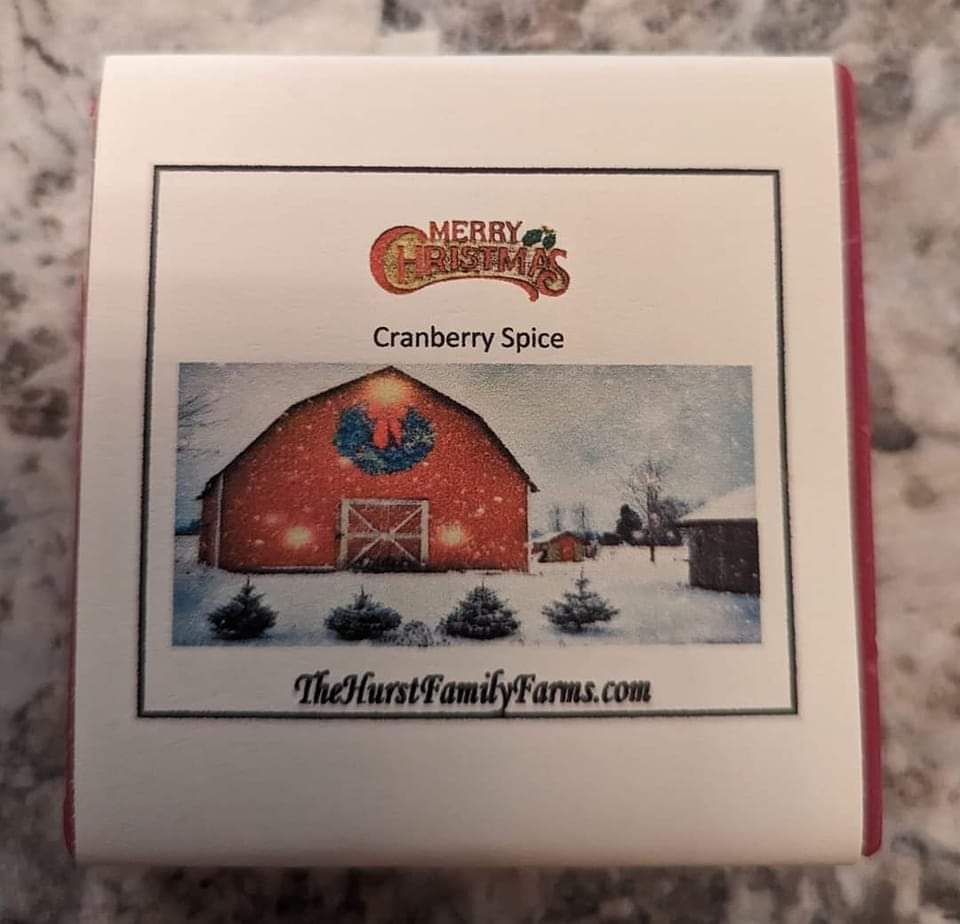 MERRY
CHRISTMAS
Cranberry Spice
TheHurstFamilyFarms.com